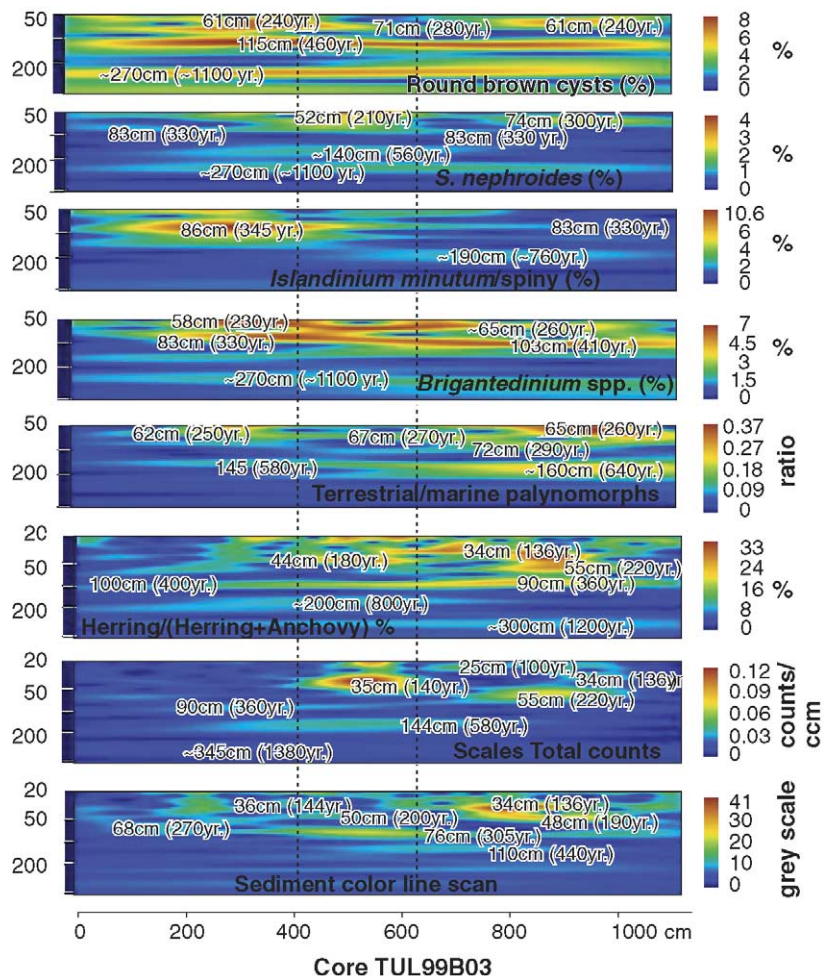 50
61cm (240yr.)
71cm (280yr.)
61cm (240yr.)
115cm (460yr.)
200
~270cm (~1100 yr.)
Round brown cysts (%)
8
6
4
2
0
%
50
52cm (210yr.)
74cm (300yr.)
83cm (330yr.)
83cm (330 yr.)
~140cm (560yr.)
200
~270cm (~1100 yr.)
S. nephroides (%)
4
3
2
1
0
%
50
86cm (345 yr.)
83cm (330yr.)
200
~190cm (~760yr.)
Islandinium minutum/spiny (%)
10.6
6
4
2
0
%
50
58cm (230yr.)
~65cm (260yr.)
83cm (330yr.)
103cm (410yr.)
200
~270cm (~1100 yr.)
Brigantedinium spp. (%)
7
4.5
3
1.5
0
%
50
62cm (250yr.)
67cm (270yr.)
65cm (260yr.)
72cm (290yr.)
200
145 (580yr.)
~160cm (640yr.)
Terrestrial/marine palynomorphs
0.37
0.27
0.18
0.09
0
ratio
20
50
44cm (180yr.)
34cm (136yr.)
55cm (220yr.)
100cm (400yr.)
90cm (360yr.)
200
~200cm (800yr.)
Herring/(Herring+Anchovy) %
~300cm (1200yr.)
33
24
16
8
0
%
20
50
25cm (100yr.)
35cm (140yr.)
34cm (136yr
55cm (220yr.)
90cm (360yr.)
200
144cm (580yr.)
~345cm (1380yr.)
Scales Total counts
0.12
0.09
0.06
0.03
0
counts/
ccm
20
50
36cm (144yr.)
34cm (136yr.)
50cm (200yr.)
48cm (190yr.)
68cm (270yr.)
76cm (305yr.)
200
110cm (440yr.)
Sediment color line scan
41
30
20
10
0
grey scale
0 200 400 600 800 1000 cm
Core TUL99B03